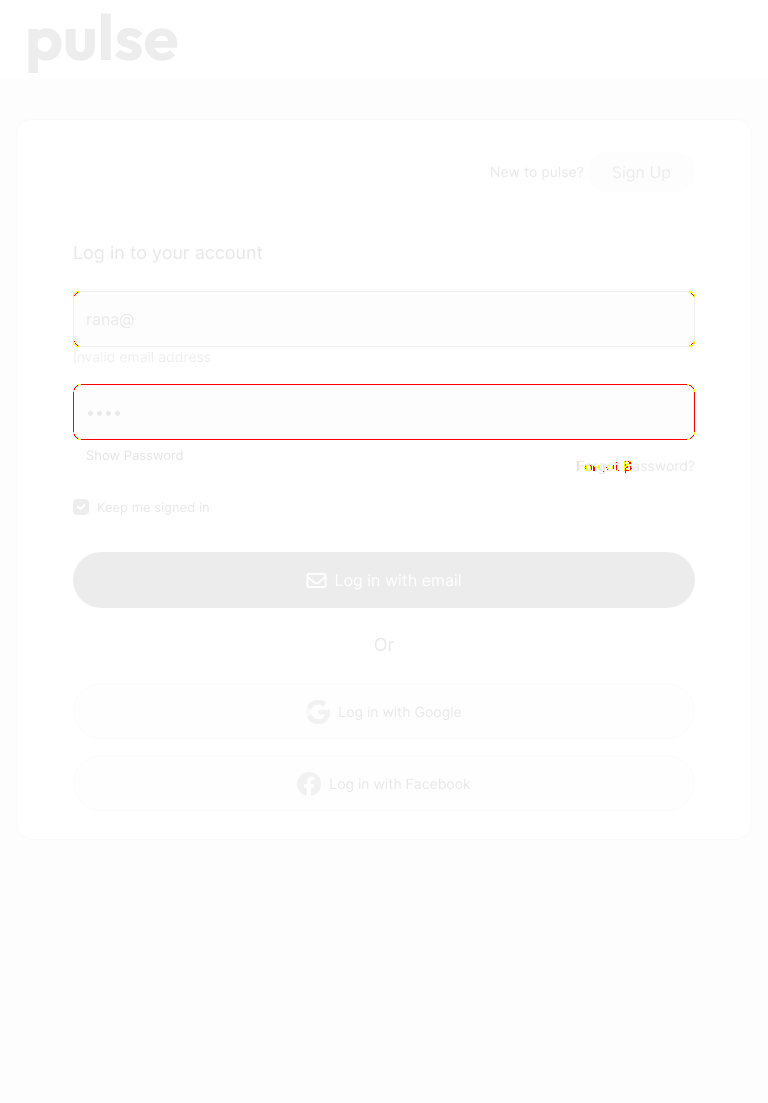 pulse
New to pulse? Sign Up
Log in to your account
rana@
Invalid email address
••••
Show Password
Forgot Password?
Keep me signed in
Log in with email
Or
Log in with Google
Log in with Facebook